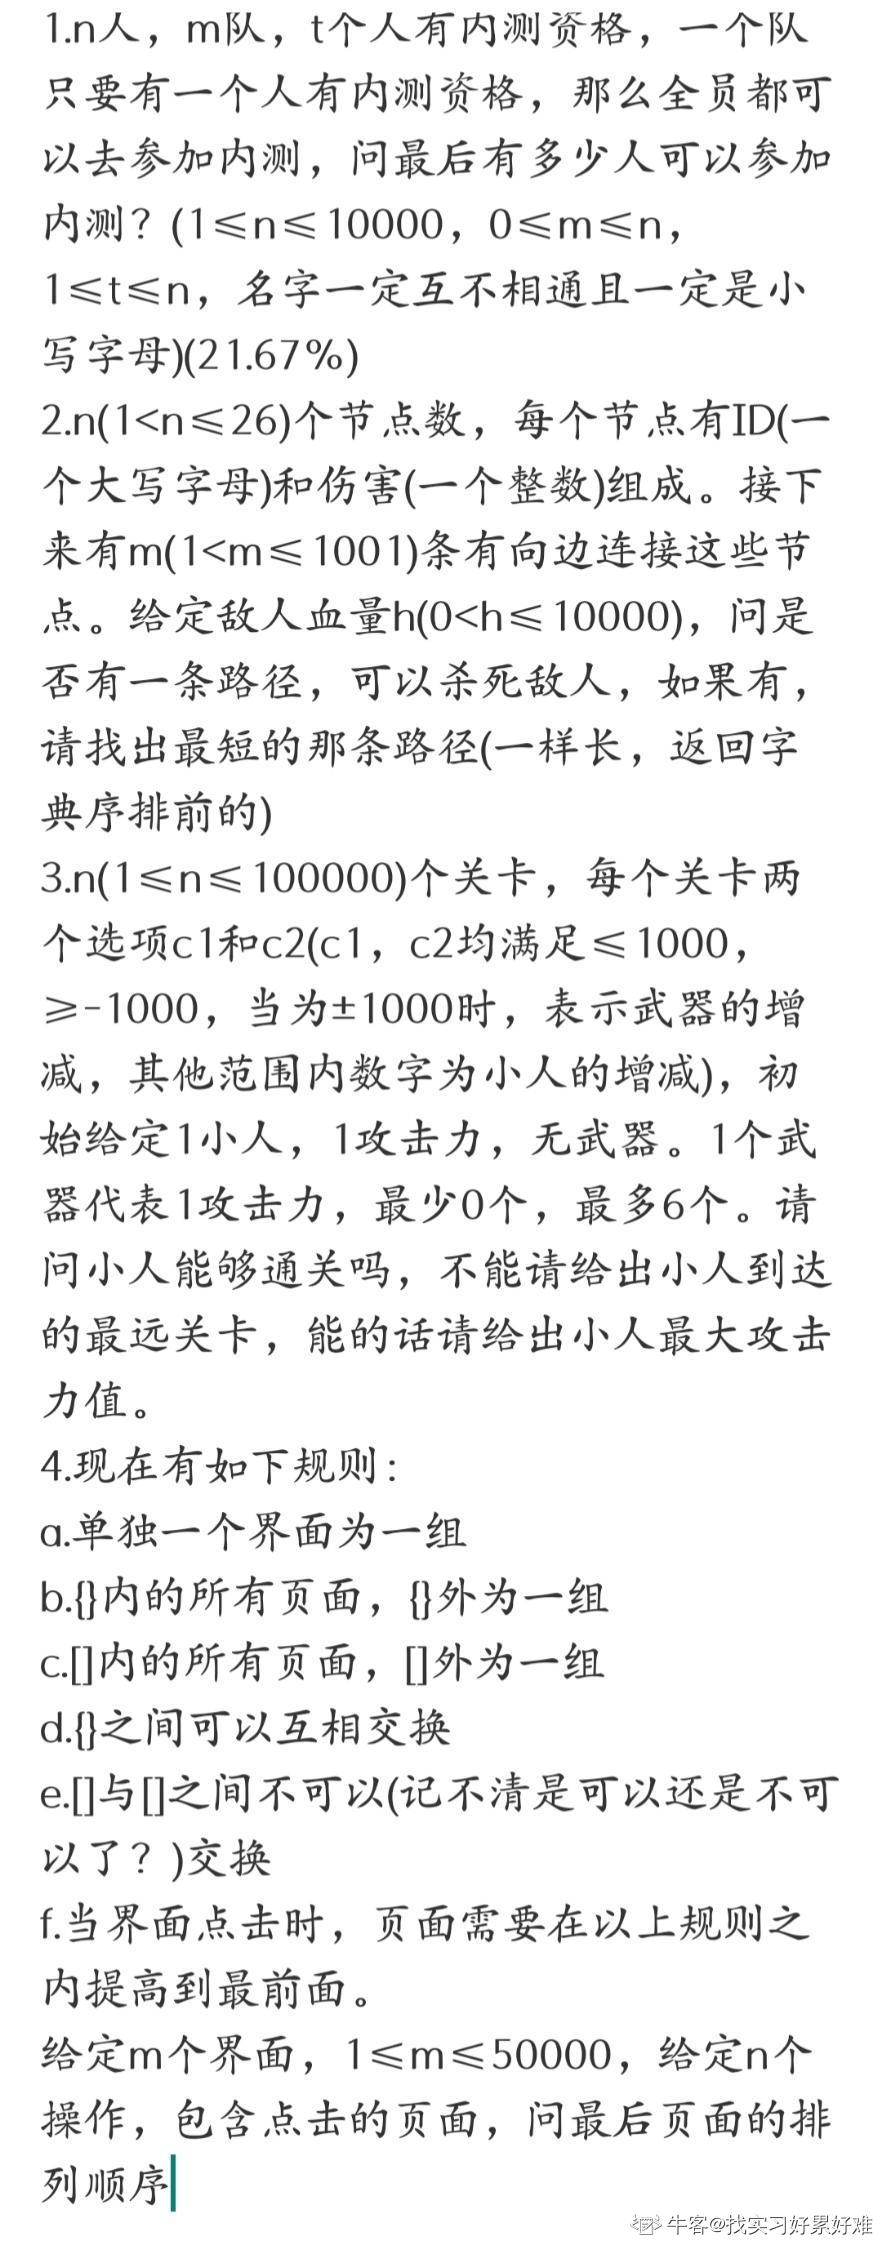 1.n人，m队，t个人有内测资格，一个队
只要有一个人有内测资格，那么全员都可
以去参加内测，问最后有多少人可以参加
内测？(1≤n≤10000，0≤m≤n，
1≤t≤n，名字一定互不相通且一定是小
写字母)(21.67%)
2.n(1<n≤26)个节点数，每个节点有ID(一
个大写字母)和伤害(一个整数)组成。接下
来有m(1<m≤1001)条有向边连接这些节
点。给定敌人血量h(0<h≤10000)，问是
否有一条路径，可以杀死敌人，如果有，
请找出最短的那条路径(一样长，返回字
典序排前的)
3.n(1≤n≤100000)个关卡，每个关卡两
个选项c1和c2(c1，c2均满足≤1000，
≥-1000，当为±1000时，表示武器的增
减，其他范围内数字为小人的增减)，初
始给定1小人，1攻击力，无武器。1个武
器代表1攻击力，最少0个，最多6个。请
问小人能够通关吗，不能请给出小人到达
的最远关卡，能的话请给出小人最大攻击
力值。
4.现在有如下规则：
a.单独一个界面为一组
b.{}内的所有页面，{}外为一组
c.[]内的所有页面，[]外为一组
d.{}之间可以互相交换
e.[]与[]之间不可以(记不清是可以还是不可
以了？)交换
f.当界面点击时，页面需要在以上规则之
内提高到最前面。
给定m个界面，1≤m≤50000，给定n个
操作，包含点击的页面，问最后页面的排
列顺序
牛客@找实习好累好难